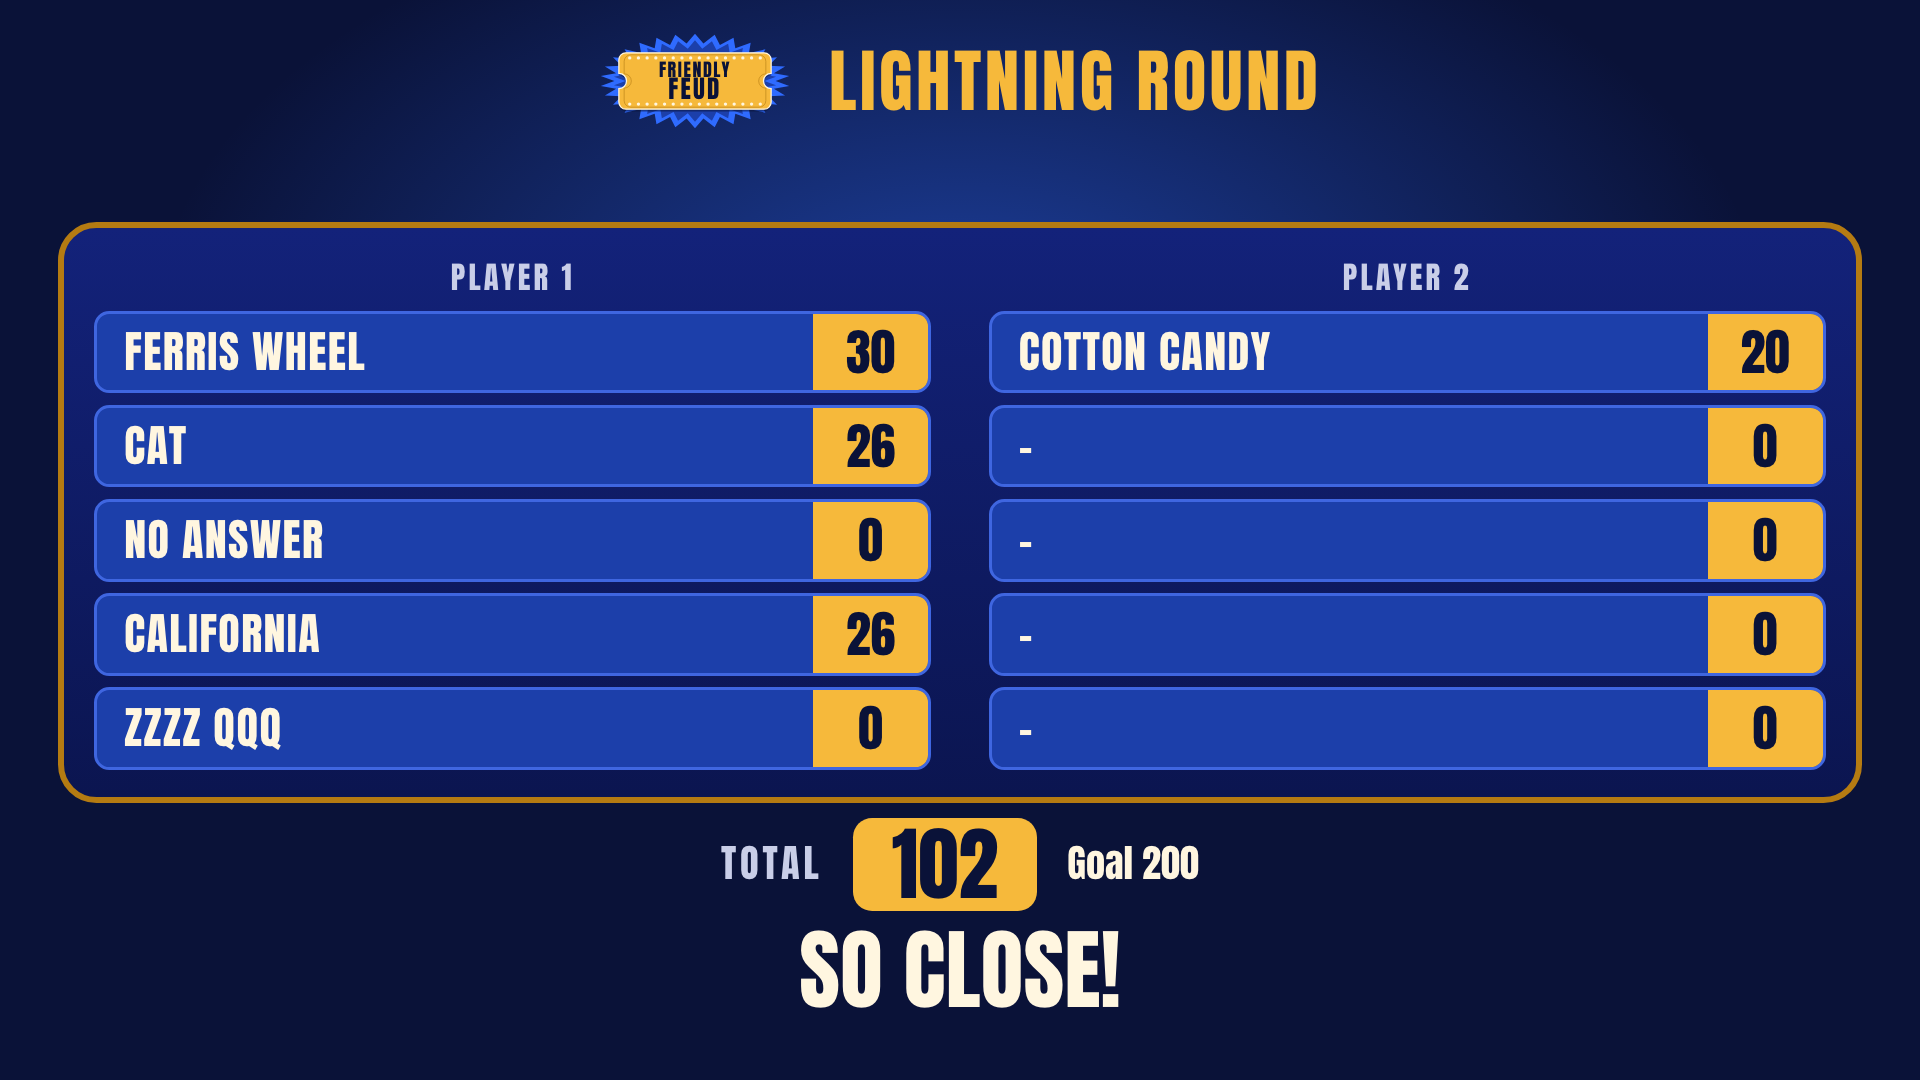 FRIENDLY
FEUD
LIGHTNING ROUND
PLAYER 1
FERRIS WHEEL 30
CAT 26
NO ANSWER 0
CALIFORNIA 26
ZZZZ QQQ 0
PLAYER 2
COTTON CANDY 20
- 0
- 0
- 0
- 0
TOTAL 102 Goal 200
SO CLOSE!